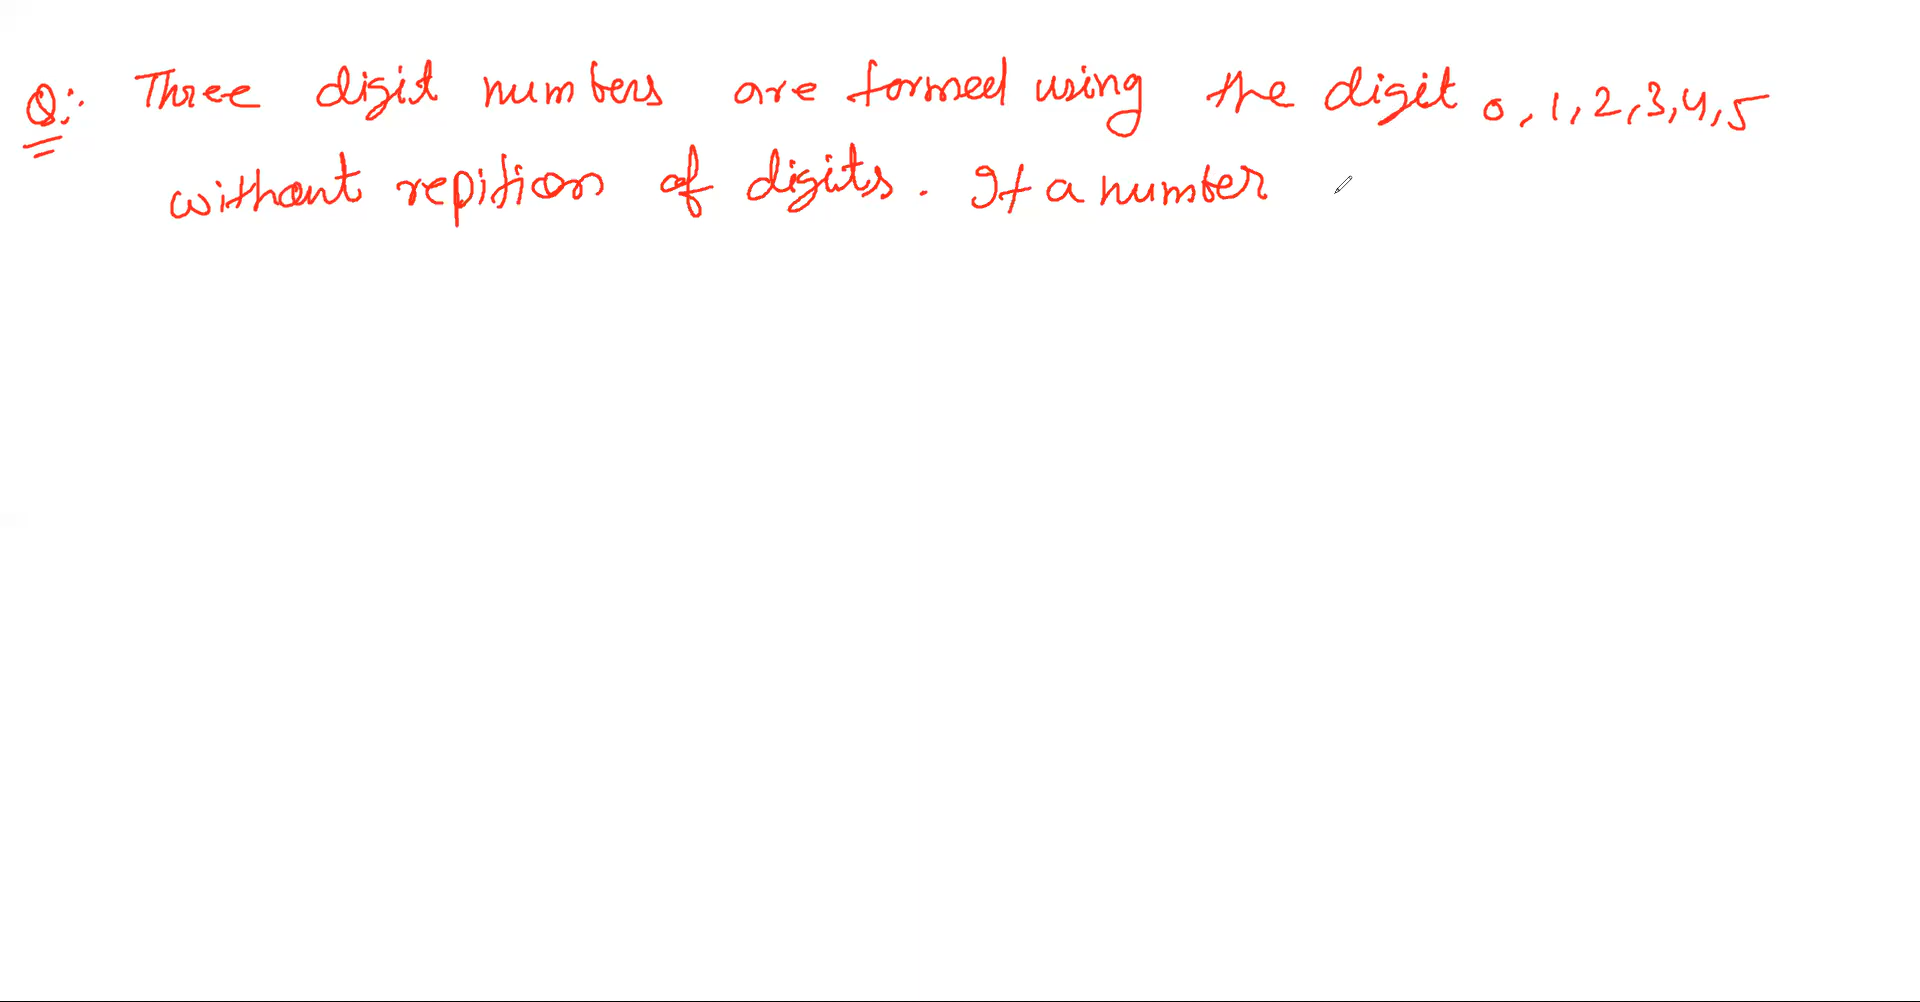 Q:. Three digit numbers are formed using the digit 0, 1, 2, 3, 4, 5
without repition of digits. If a number